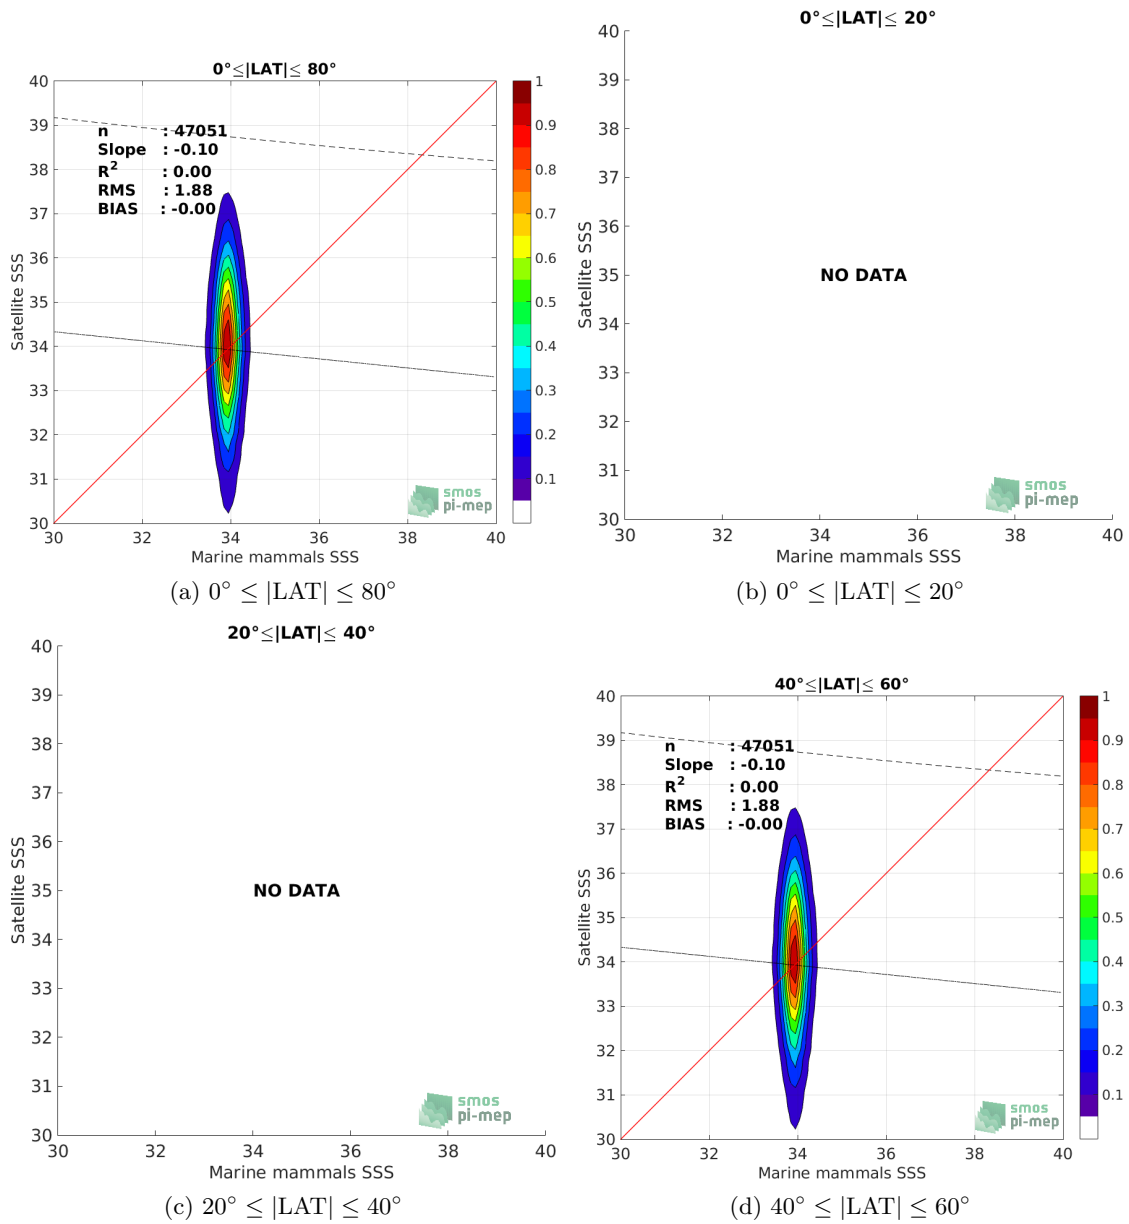 0°≤|LAT|≤ 80°
40
39
38
37
36
35
34
33
32
31
30
Satellite SSS
n : 47051
Slope : -0.10
R2 : 0.00
RMS : 1.88
BIAS : -0.00
smos
pi-mep
30 32 34 36 38 40
Marine mammals SSS
1
0.9
0.8
0.7
0.6
0.5
0.4
0.3
0.2
0.1
(a) 0° ≤ |LAT| ≤ 80°
0°≤|LAT|≤ 20°
40
39
38
37
36
35
34
33
32
31
30
Satellite SSS
NO DATA
smos
pi-mep
30 32 34 36 38 40
Marine mammals SSS
(b) 0° ≤ |LAT| ≤ 20°
20°≤|LAT|≤ 40°
40
39
38
37
36
35
34
33
32
31
30
Satellite SSS
NO DATA
smos
pi-mep
30 32 34 36 38 40
Marine mammals SSS
(c) 20° ≤ |LAT| ≤ 40°
40°≤|LAT|≤ 60°
40
39
38
37
36
35
34
33
32
31
30
Satellite SSS
n : 47051
Slope : -0.10
R2 : 0.00
RMS : 1.88
BIAS : -0.00
smos
pi-mep
30 32 34 36 38 40
Marine mammals SSS
1
0.9
0.8
0.7
0.6
0.5
0.4
0.3
0.2
0.1
(d) 40° ≤ |LAT| ≤ 60°